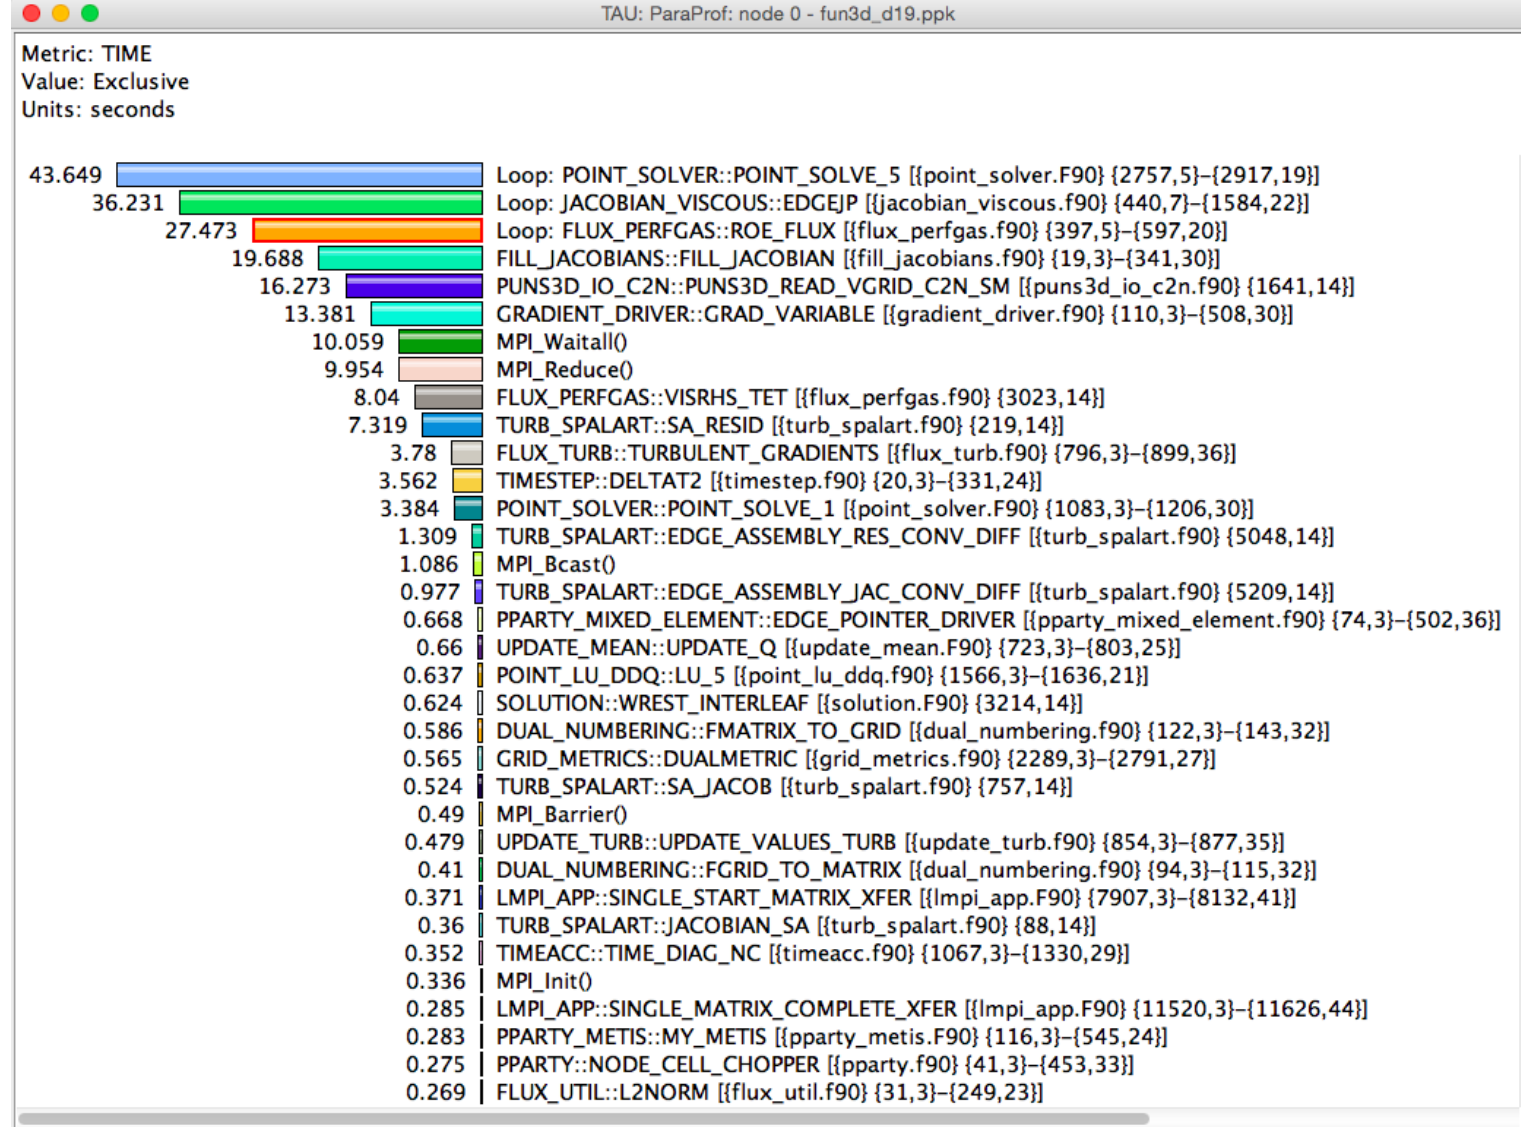 TAU: ParaProf: node 0 - fun3d_d19.ppk
Metric: TIME
Value: Exclusive
Units: seconds
43.649 Loop: POINT_SOLVER::POINT_SOLVE_5 [{point_solver.F90} {2757,5}-{2917,19}]
36.231 Loop: JACOBIAN_VISCOUS::EDGEJP [{jacobian_viscous.f90} {440,7}-{1584,22}]
27.473 Loop: FLUX_PERFGAS::ROE_FLUX [{flux_perfgas.f90} {397,5}-{597,20}]
19.688 FILL_JACOBIANS::FILL_JACOBIAN [{fill_jacobians.f90} {19,3}-{341,30}]
16.273 PUNS3D_IO_C2N::PUNS3D_READ_VGRID_C2N_SM [{puns3d_io_c2n.f90} {1641,14}]
13.381 GRADIENT_DRIVER::GRAD_VARIABLE [{gradient_driver.f90} {110,3}-{508,30}]
10.059 MPI_Waitall()
9.954 MPI_Reduce()
8.04 FLUX_PERFGAS::VISRHS_TET [{flux_perfgas.f90} {3023,14}]
7.319 TURB_SPALART::SA_RESID [{turb_spalart.f90} {219,14}]
3.78 FLUX_TURB::TURBULENT_GRADIENTS [{flux_turb.f90} {796,3}-{899,36}]
3.562 TIMESTEP::DELTAT2 [{timestep.f90} {20,3}-{331,24}]
3.384 POINT_SOLVER::POINT_SOLVE_1 [{point_solver.F90} {1083,3}-{1206,30}]
1.309 TURB_SPALART::EDGE_ASSEMBLY_RES_CONV_DIFF [{turb_spalart.f90} {5048,14}]
1.086 MPI_Bcast()
0.977 TURB_SPALART::EDGE_ASSEMBLY_JAC_CONV_DIFF [{turb_spalart.f90} {5209,14}]
0.668 PPARTY_MIXED_ELEMENT::EDGE_POINTER_DRIVER [{pparty_mixed_element.f90} {74,3}-{502,36}]
0.66 UPDATE_MEAN::UPDATE_Q [{update_mean.F90} {723,3}-{803,25}]
0.637 POINT_LU_DDQ::LU_5 [{point_lu_ddq.f90} {1566,3}-{1636,21}]
0.624 SOLUTION::WREST_INTERLEAF [{solution.F90} {3214,14}]
0.586 DUAL_NUMBERING::FMATRIX_TO_GRID [{dual_numbering.f90} {122,3}-{143,32}]
0.565 GRID_METRICS::DUALMETRIC [{grid_metrics.f90} {2289,3}-{2791,27}]
0.524 TURB_SPALART::SA_JACOB [{turb_spalart.f90} {757,14}]
0.49 MPI_Barrier()
0.479 UPDATE_TURB::UPDATE_VALUES_TURB [{update_turb.f90} {854,3}-{877,35}]
0.41 DUAL_NUMBERING::FGRID_TO_MATRIX [{dual_numbering.f90} {94,3}-{115,32}]
0.371 LMPI_APP::SINGLE_START_MATRIX_XFER [{lmpi_app.F90} {7907,3}-{8132,41}]
0.36 TURB_SPALART::JACOBIAN_SA [{turb_spalart.f90} {88,14}]
0.352 TIMEACC::TIME_DIAG_NC [{timeacc.f90} {1067,3}-{1330,29}]
0.336 MPI_Init()
0.285 LMPI_APP::SINGLE_MATRIX_COMPLETE_XFER [{lmpi_app.F90} {11520,3}-{11626,44}]
0.283 PPARTY_METIS::MY_METIS [{pparty_metis.F90} {116,3}-{545,24}]
0.275 PPARTY::NODE_CELL_CHOPPER [{pparty.f90} {41,3}-{453,33}]
0.269 FLUX_UTIL::L2NORM [{flux_util.f90} {31,3}-{249,23}]